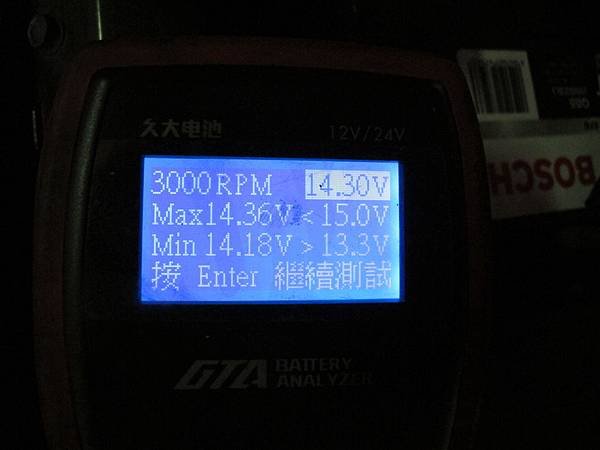 久大电池
12V/24V
3000RPM 14.30V
Max14.36V < 15.0V
Min 14.18V > 13.3V
按 Enter 繼續測試
GTA BATTERY ANALYZER
BOSCH